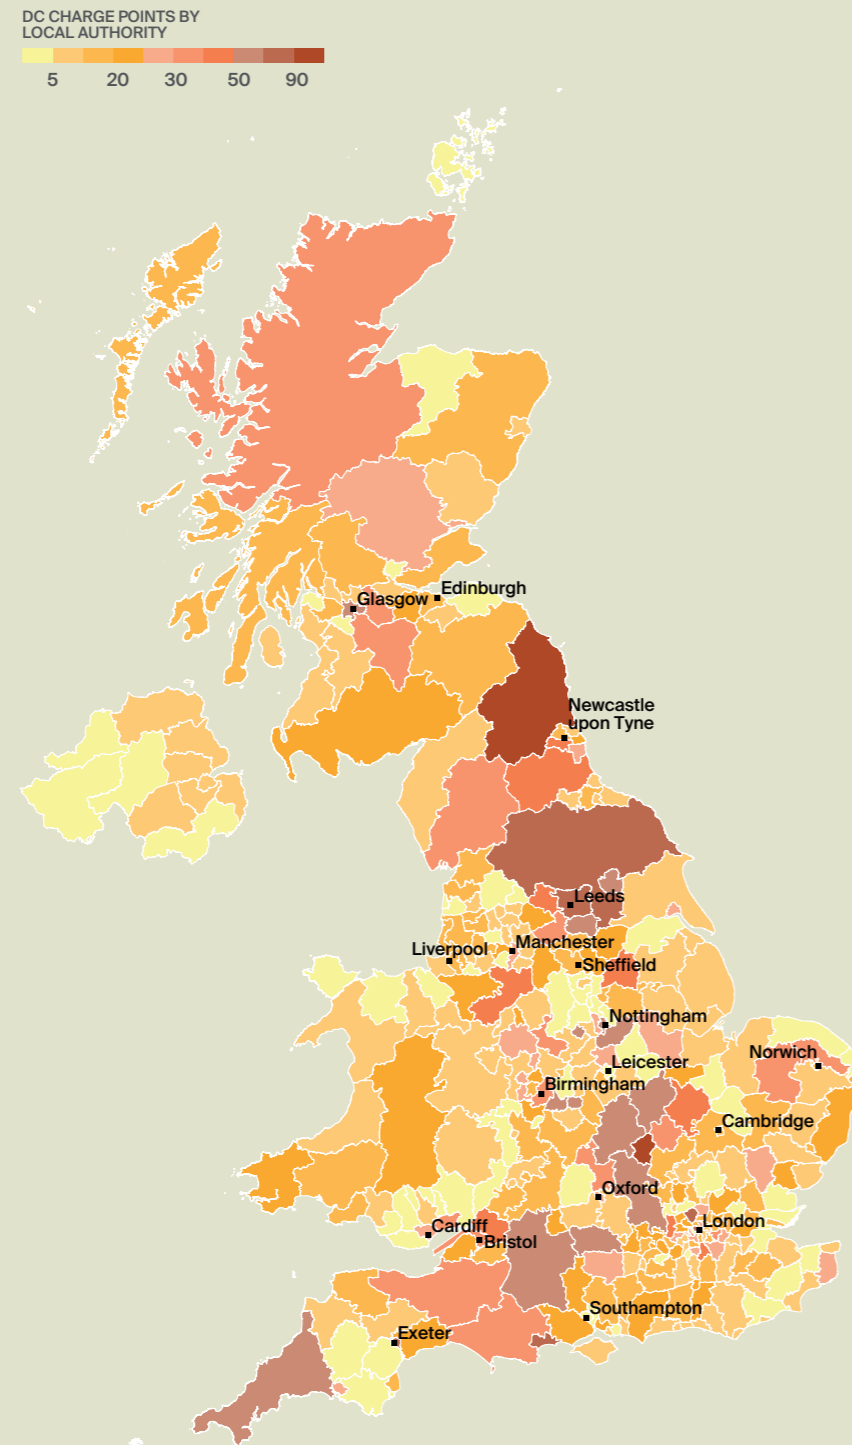 DC CHARGE POINTS BY
LOCAL AUTHORITY
5 20 30 50 90
Edinburgh
Glasgow
Newcastle
upon Tyne
Leeds
Manchester
Liverpool
Sheffield
Nottingham
Norwich
Leicester
Birmingham
Cambridge
Oxford
London
Cardiff
Bristol
Southampton
Exeter